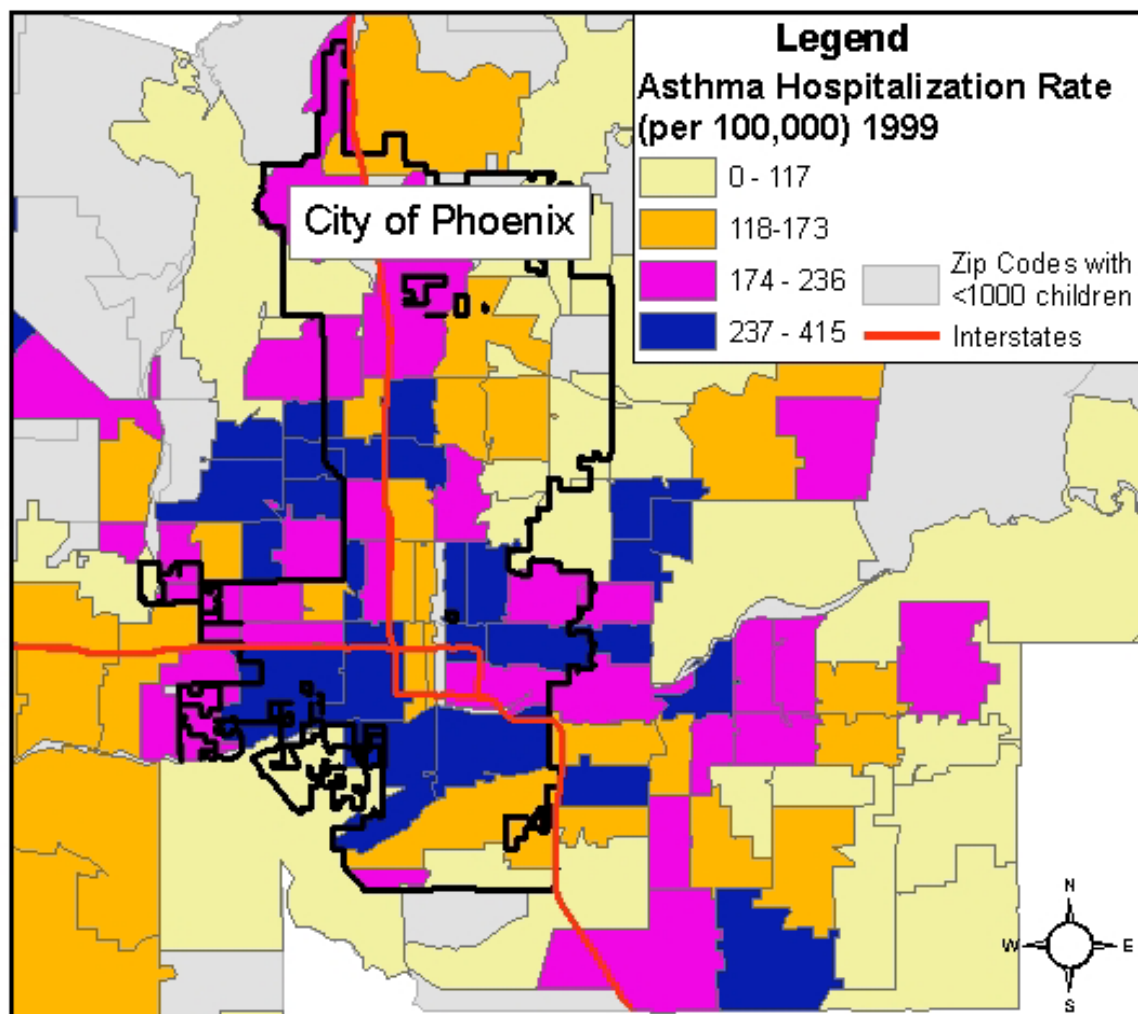 Legend
Asthma Hospitalization Rate
(per 100,000) 1999
0 - 117
118-173
174 - 236
237 - 415
Zip Codes with
<1000 children
Interstates
City of Phoenix
N
W E
S